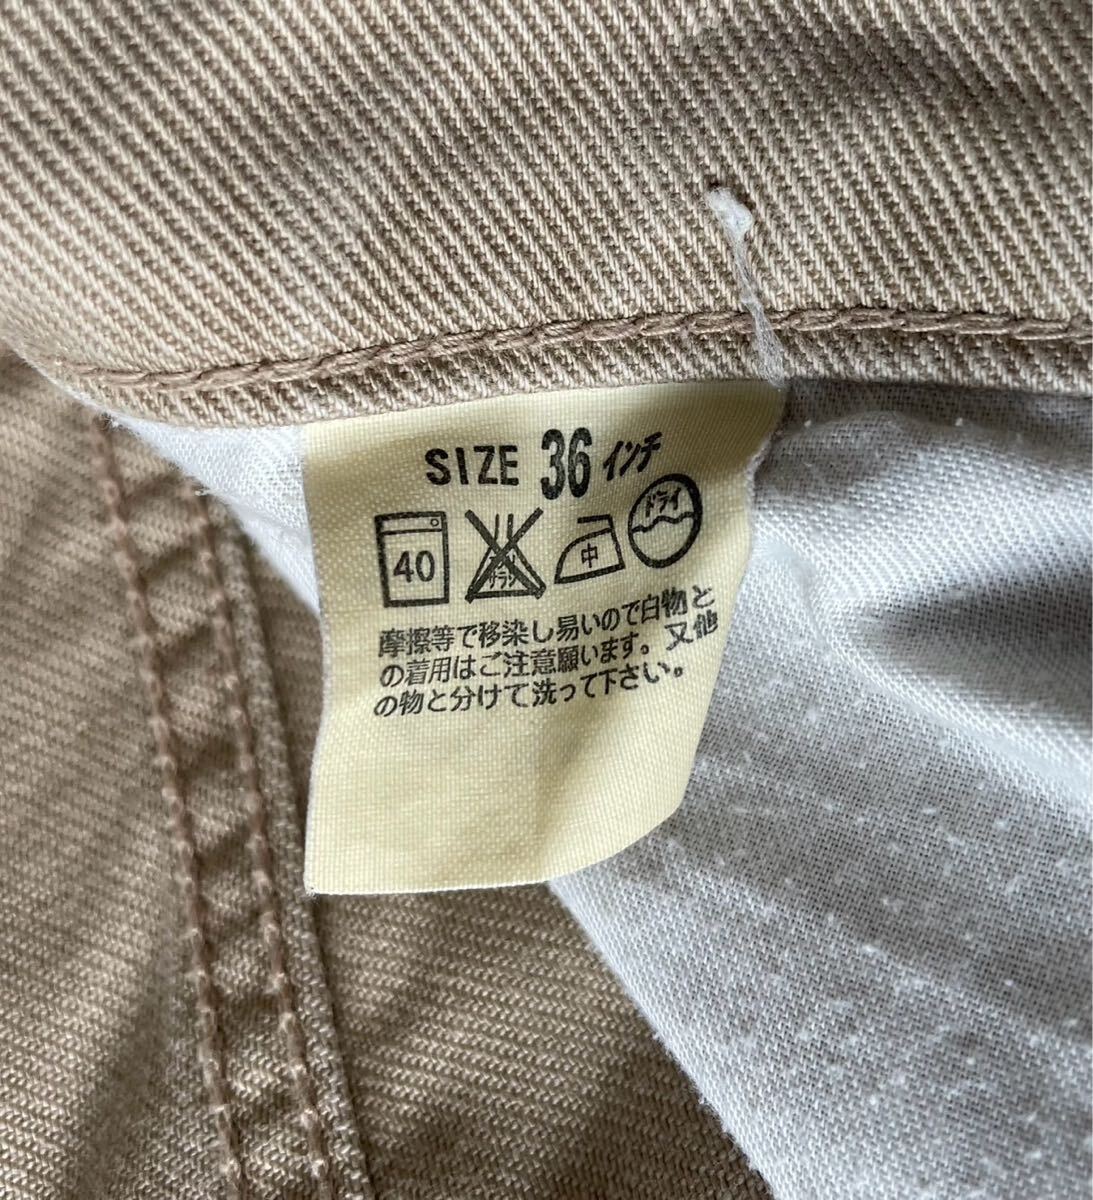 SIZE 36 インチ
40 サラシ 中 ドライ
摩擦等で移染し易いので白物と
の着用はご注意願います。又他
の物と分けて洗って下さい。